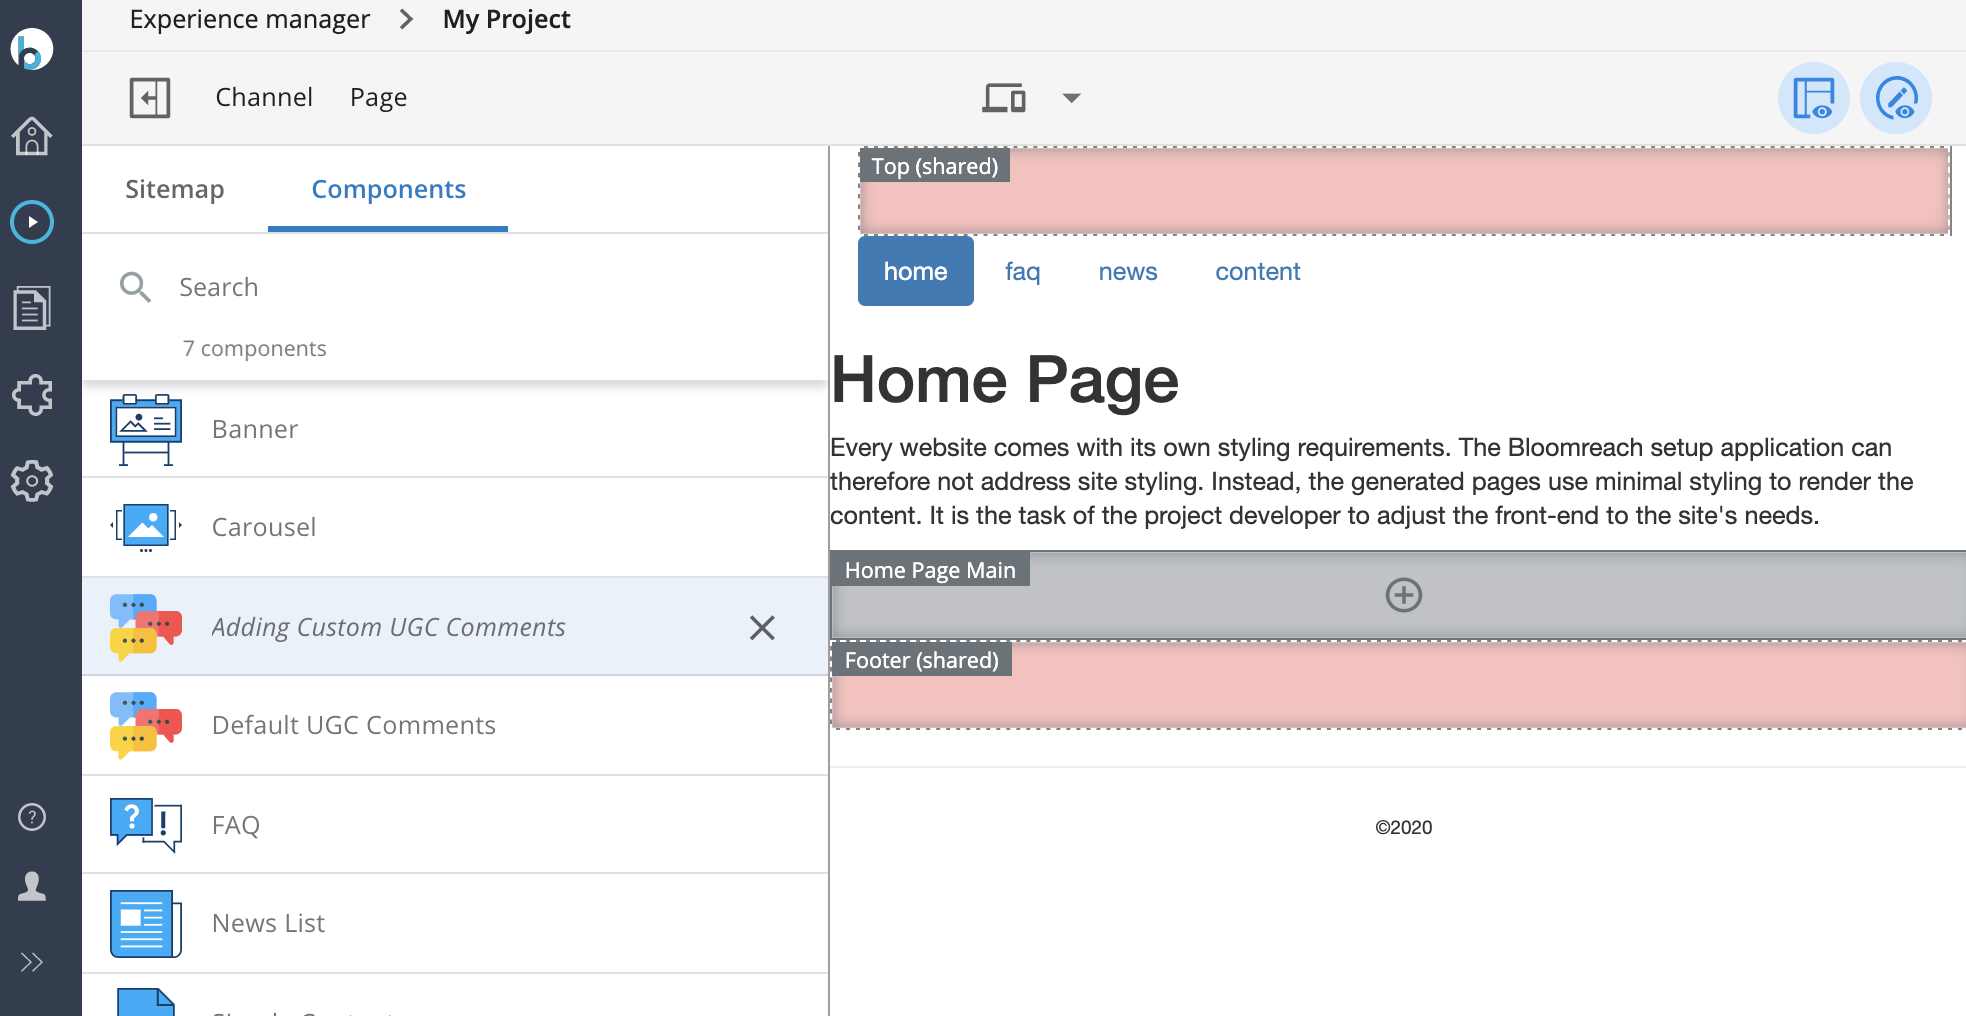 Experience manager > My Project
Channel Page
Sitemap Components
Search
7 components
Banner
Carousel
Adding Custom UGC Comments
Default UGC Comments
FAQ
News List
Top (shared)
home faq news content
Home Page
Every website comes with its own styling requirements. The Bloomreach setup application can
therefore not address site styling. Instead, the generated pages use minimal styling to render the
content. It is the task of the project developer to adjust the front-end to the site's needs.
Home Page Main
Footer (shared)
©2020